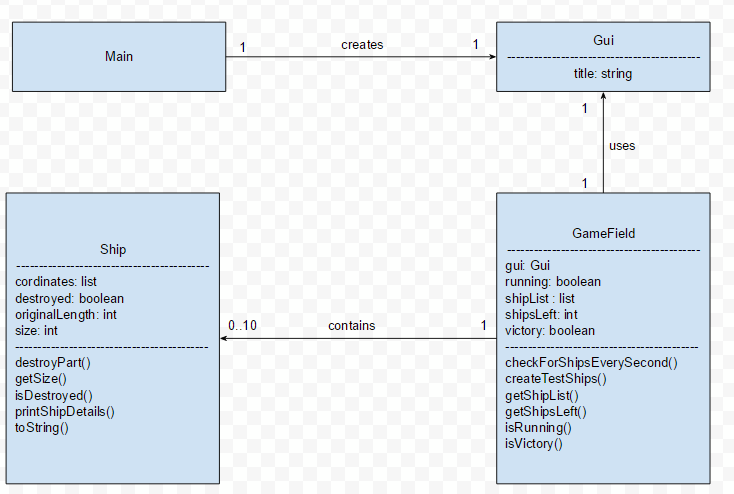 Main
1
creates
1
Gui
title: string
1
uses
1
Ship
cordinates: list
destroyed: boolean
originalLength: int
size: int
destroyPart()
getSize()
isDestroyed()
printShipDetails()
toString()
0..10
contains
1
GameField
gui: Gui
running: boolean
shipList : list
shipsLeft: int
victory: boolean
checkForShipsEverySecond()
createTestShips()
getShipList()
getShipsLeft()
isRunning()
isVictory()